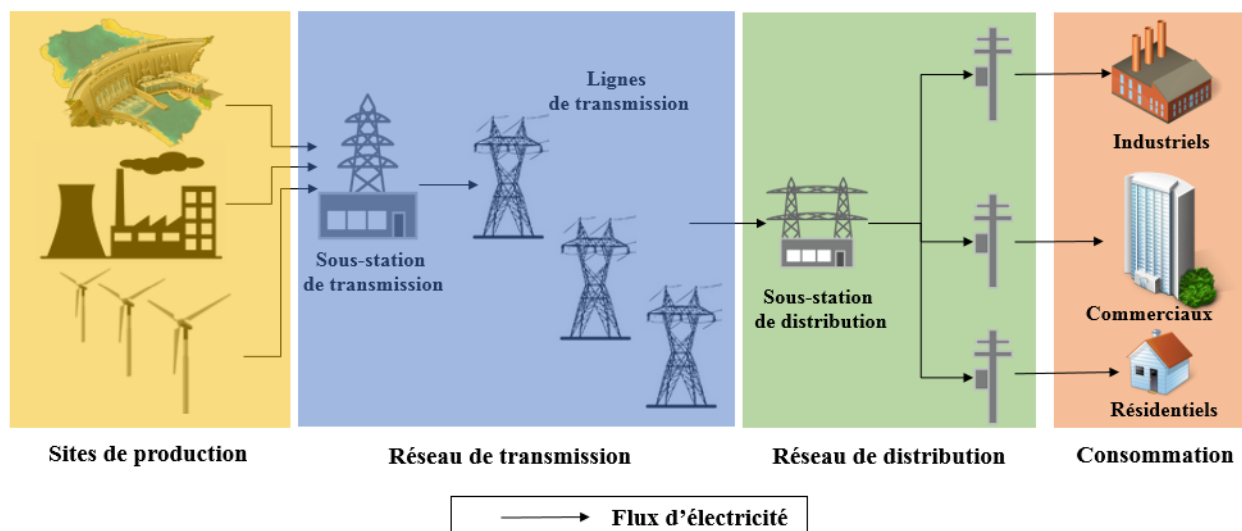 Lignes
de transmission
Sous-station
de transmission
Sous-station
de distribution
Industriels
Commerciaux
Résidentiels
Sites de production
Réseau de transmission
Réseau de distribution
Consommation
Flux d’électricité